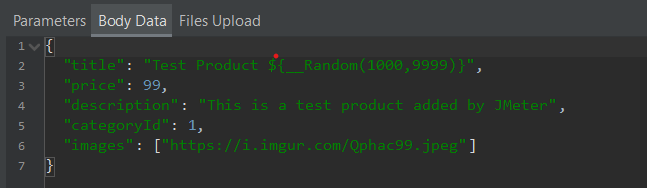 Parameters Body Data Files Upload
1 {
2 "title": "Test Product ${__Random(1000,9999)}",
3 "price": 99,
4 "description": "This is a test product added by JMeter",
5 "categoryId": 1,
6 "images": ["https://i.imgur.com/Qphac99.jpeg"]
7 }